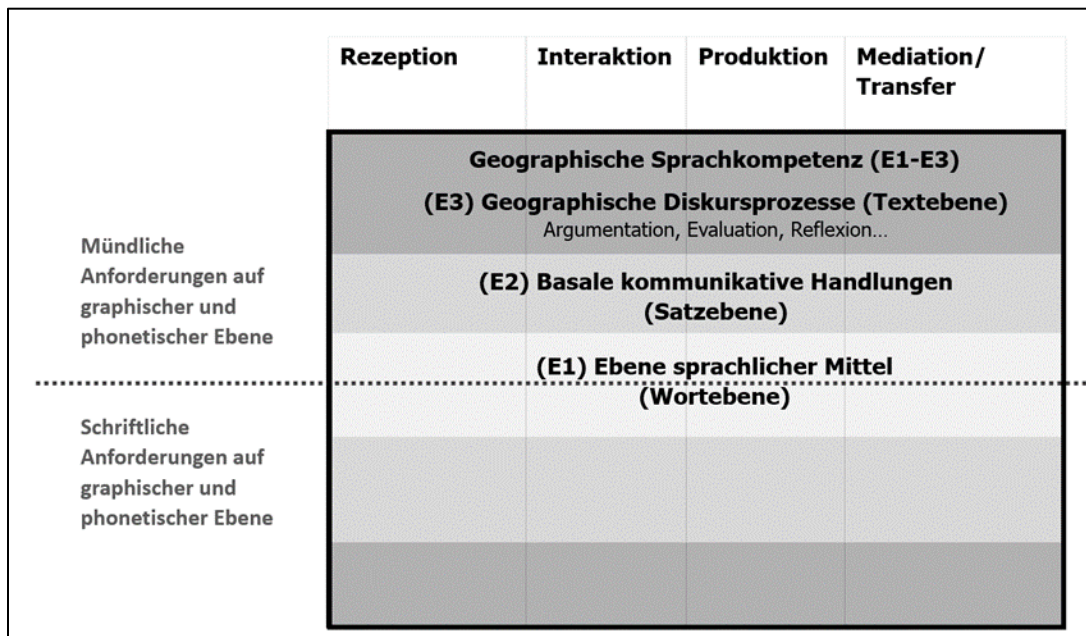 Rezeption
Interaktion
Produktion
Mediation/
Transfer
Geographische Sprachkompetenz (E1-E3)
(E3) Geographische Diskursprozesse (Textebene)
Argumentation, Evaluation, Reflexion...
Mündliche
Anforderungen auf
graphischer und
phonetischer Ebene
(E2) Basale kommunikative Handlungen
(Satzebene)
(E1) Ebene sprachlicher Mittel
(Wortebene)
Schriftliche
Anforderungen auf
graphischer und
phonetischer Ebene